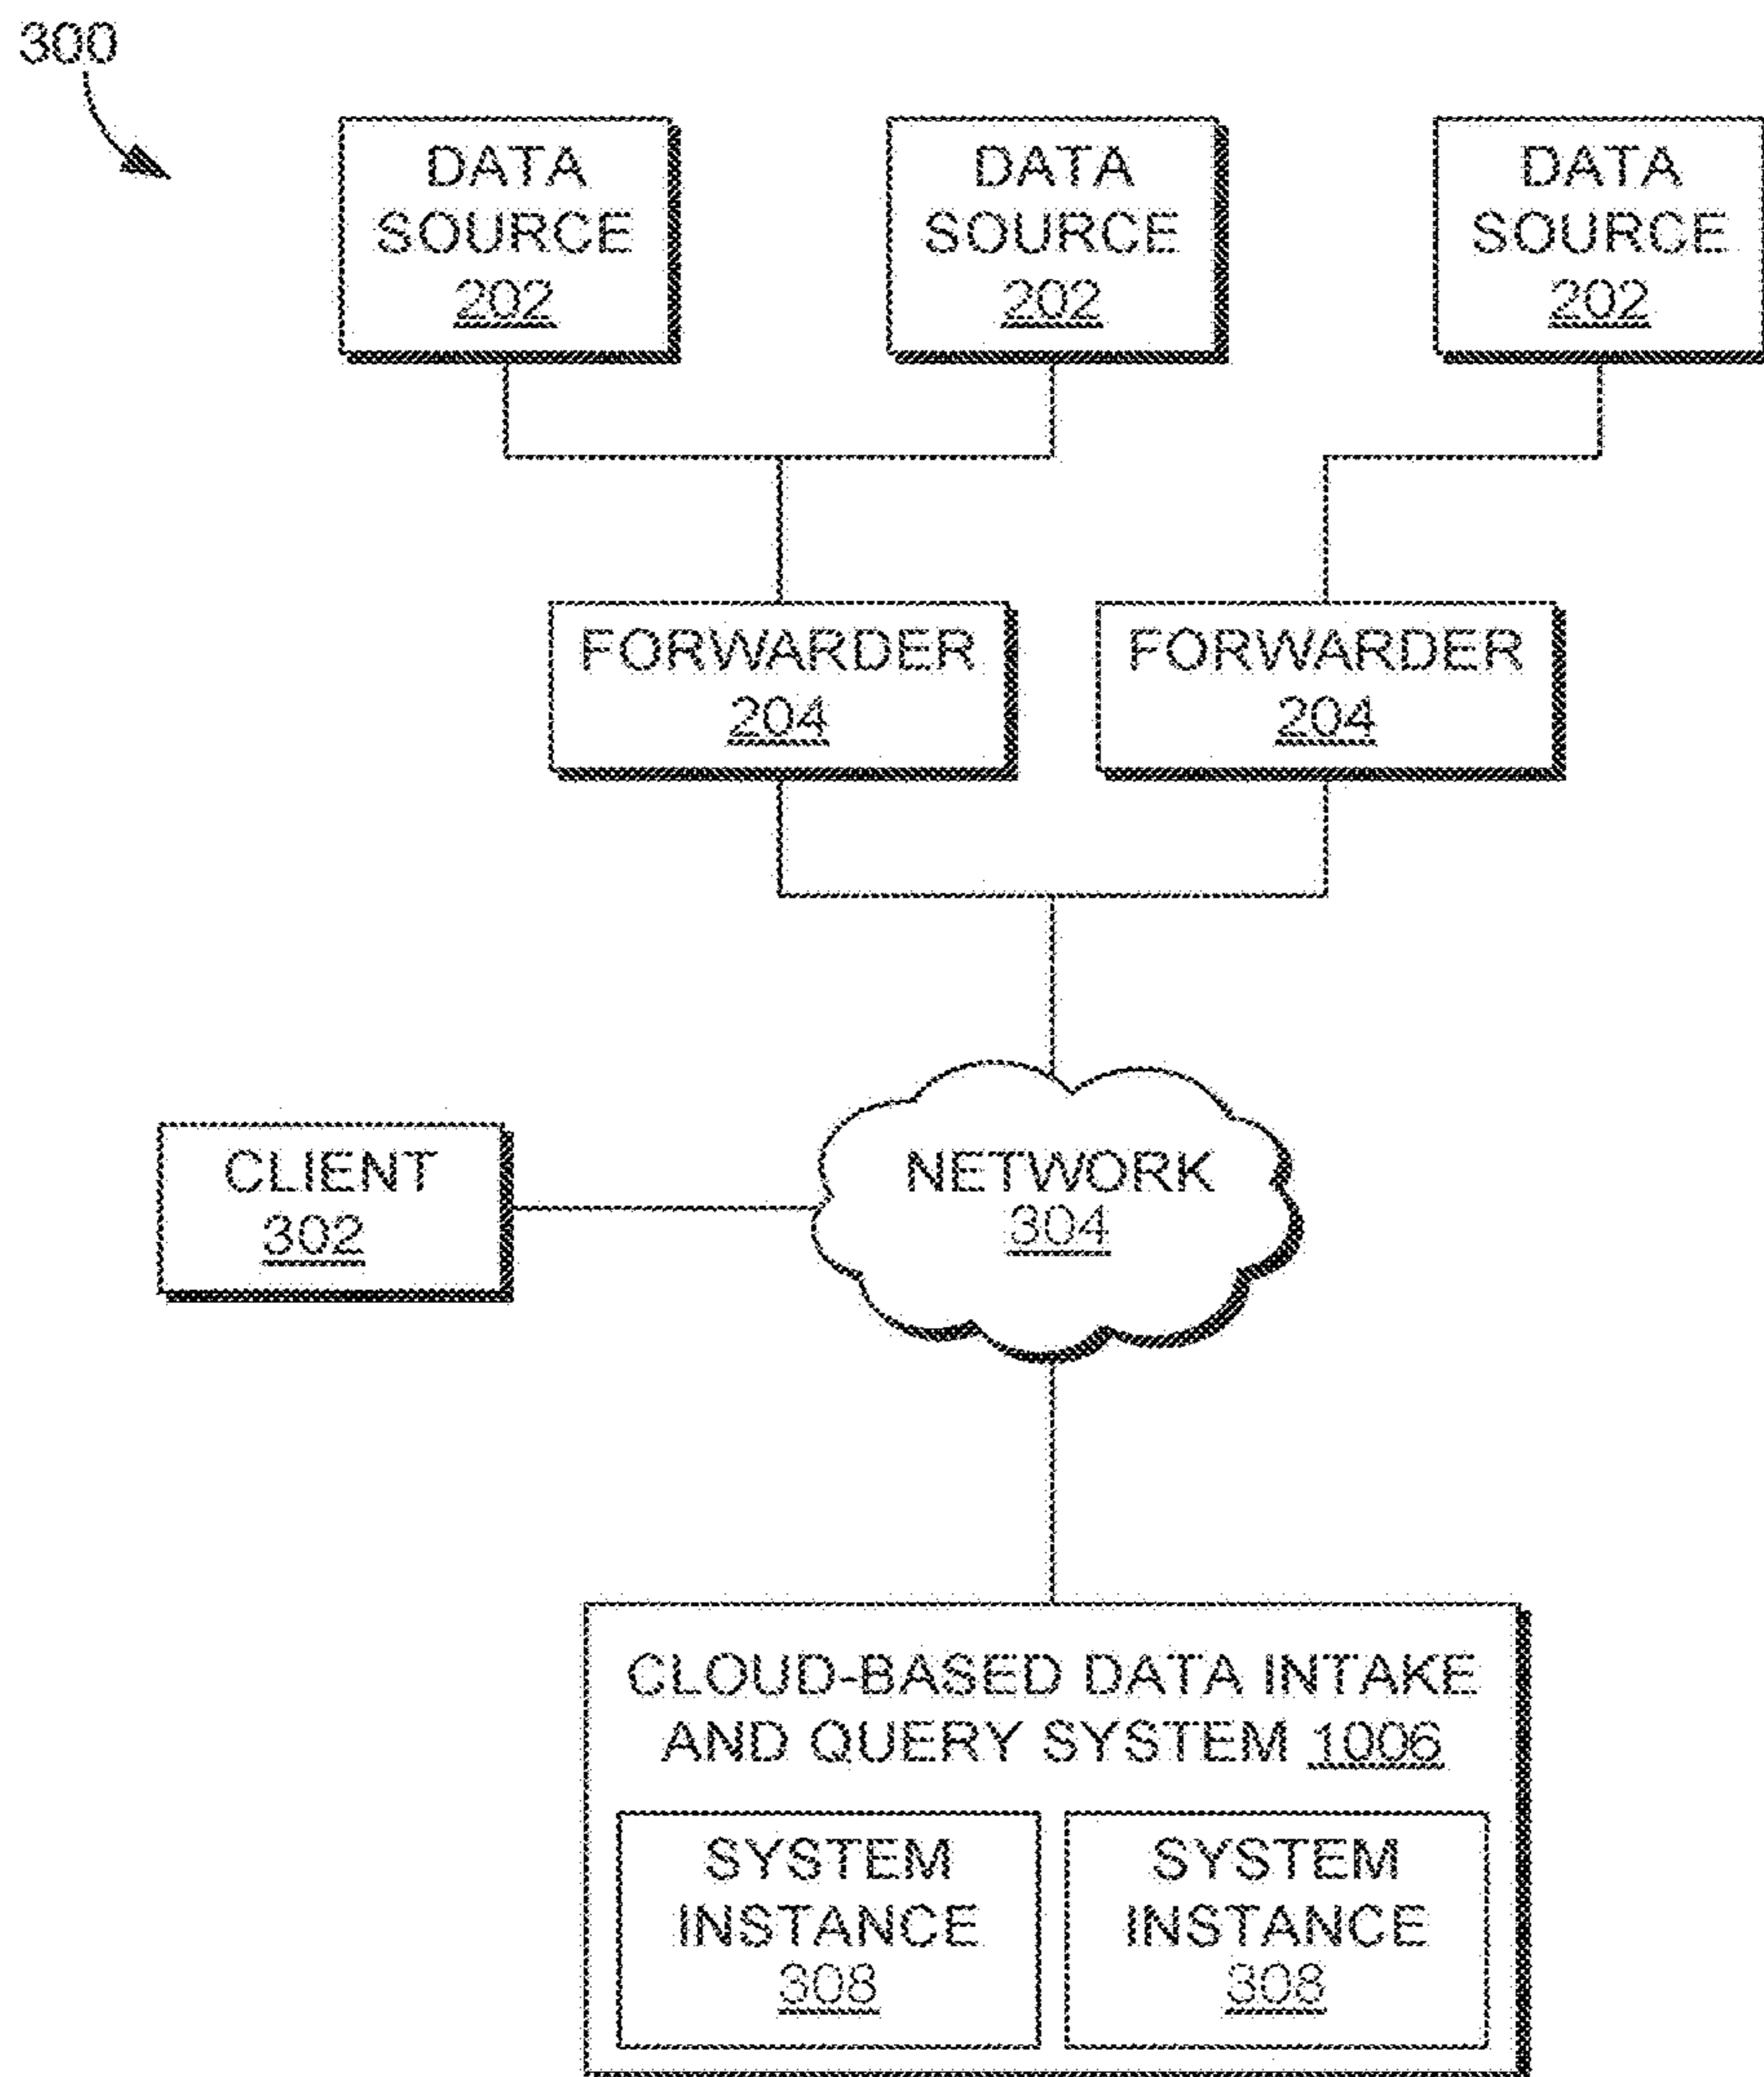 300
DATA
SOURCE
202
DATA
SOURCE
202
DATA
SOURCE
202
FORWARDER
204
FORWARDER
204
CLIENT
302
NETWORK
304
CLOUD-BASED DATA INTAKE
AND QUERY SYSTEM 1006
SYSTEM
INSTANCE
308
SYSTEM
INSTANCE
308